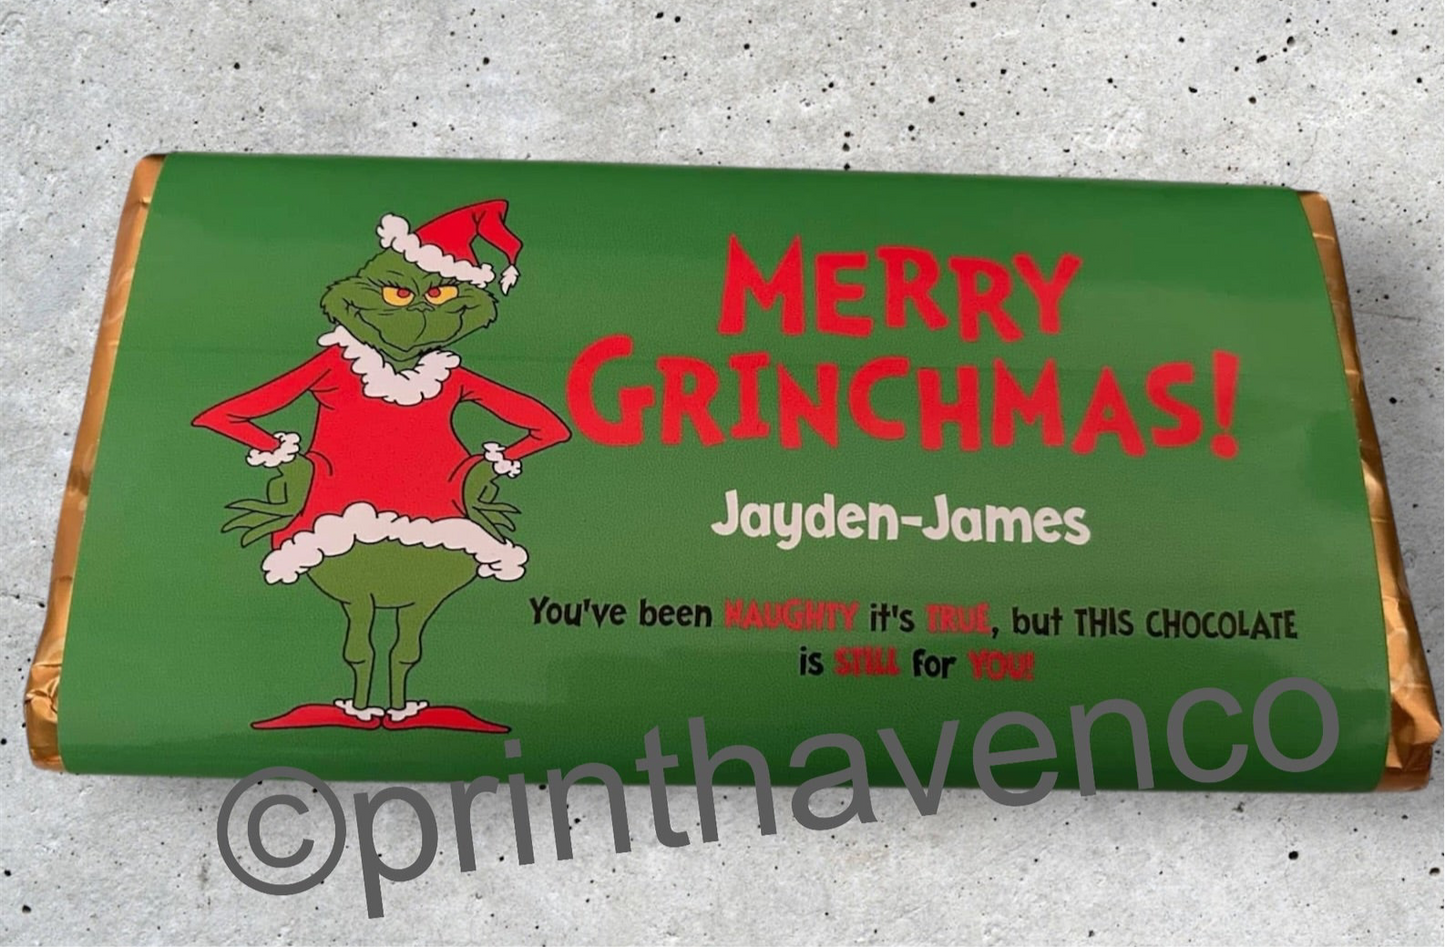 MERRY
GRINCHMAS!
Jayden-James
You've been NAUGHTY it's TRUE, but THIS CHOCOLATE
is STILL for YOU!
©printhavenco